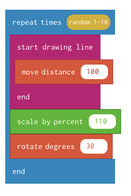 repeat times random 1-10
start drawing line
move distance 100
end
scale by percent 110
rotate degrees 30
end